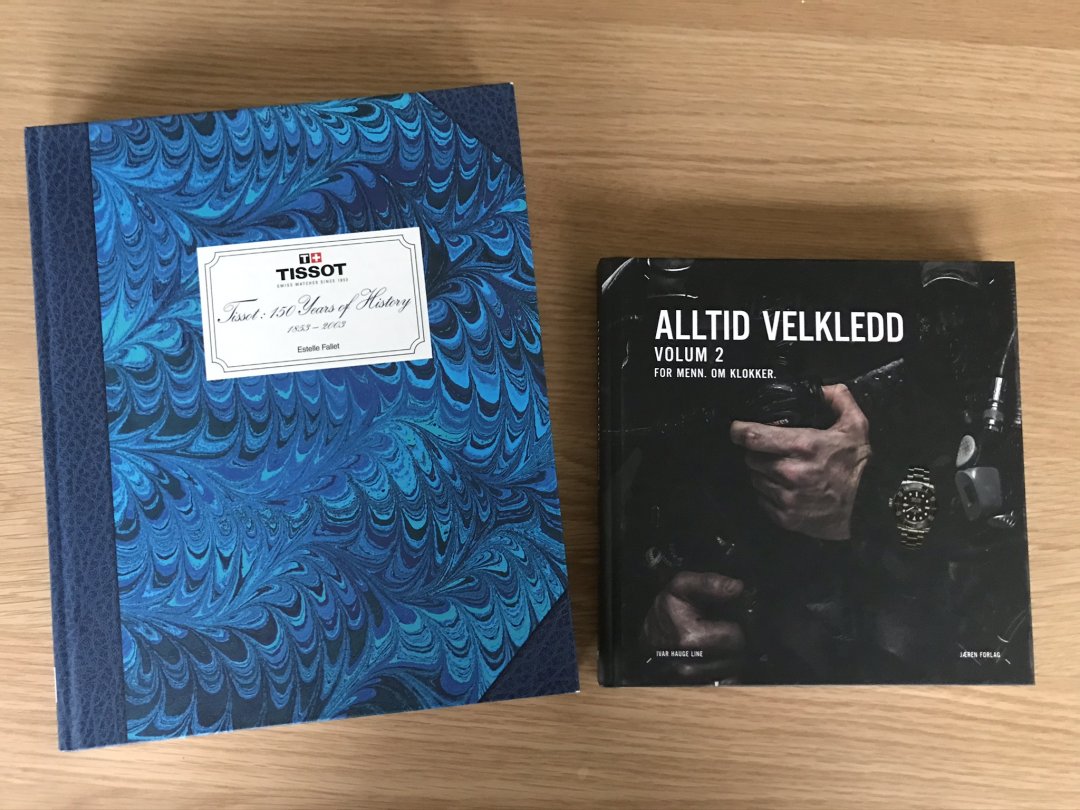 T+
TISSOT
SWISS WATCHES SINCE 1853
Tissot : 150 Years of History
1853 – 2003
Estelle Fallet
ALLTID VELKLEDD
VOLUM 2
FOR MENN. OM KLOKKER.
IVAR HAUGE LINE
JÆREN FORLAG